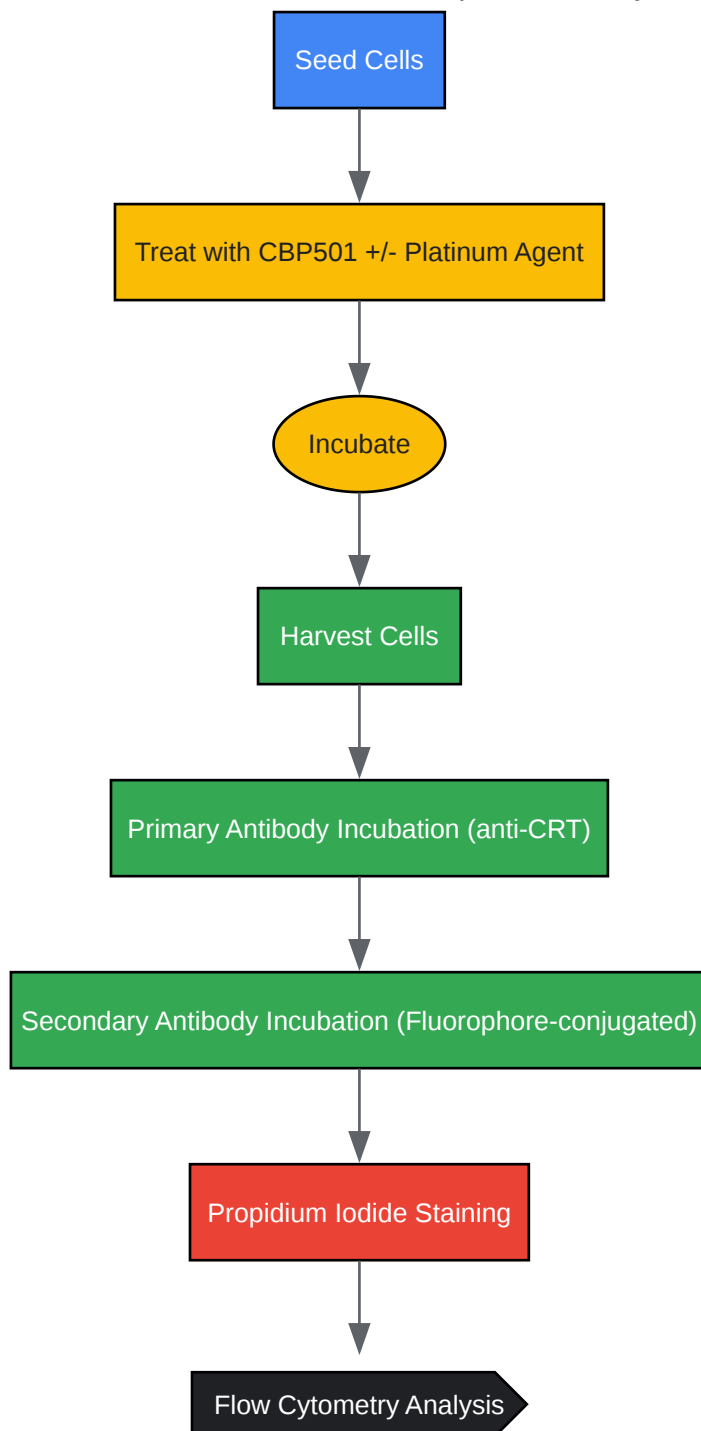 Seed Cells
Treat with CBP501 +/- Platinum Agent
Incubate
Harvest Cells
Primary Antibody Incubation (anti-CRT)
Secondary Antibody Incubation (Fluorophore-conjugated)
Propidium Iodide Staining
Flow Cytometry Analysis